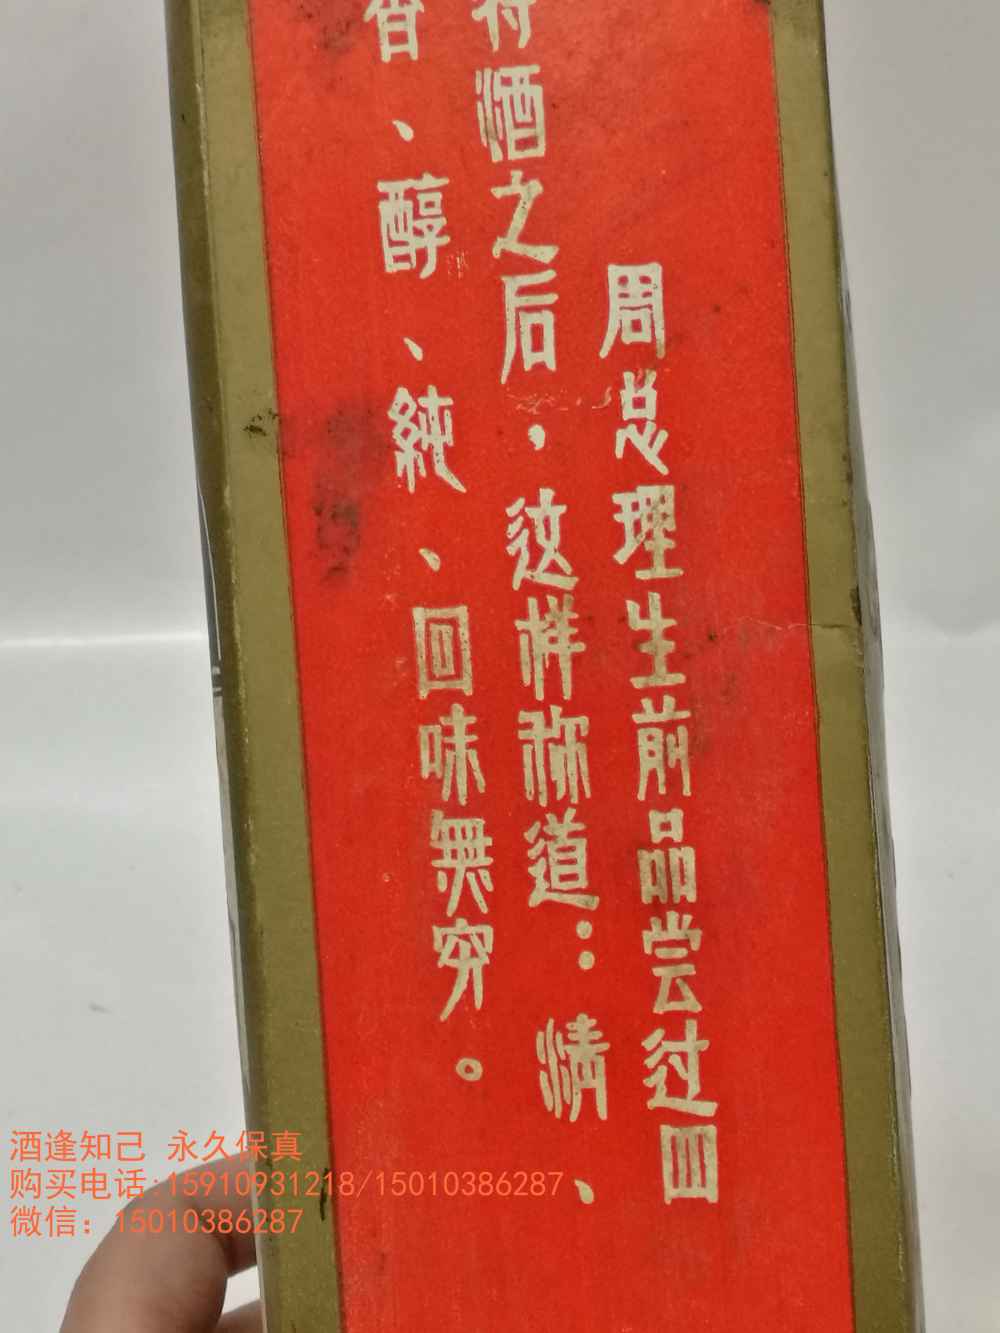 周总理生前品尝过四
特酒之后，这样称道：清、
香、醇、純、回味無穷。
酒逢知己 永久保真
购买电话:15910931218/15010386287
微信：15010386287